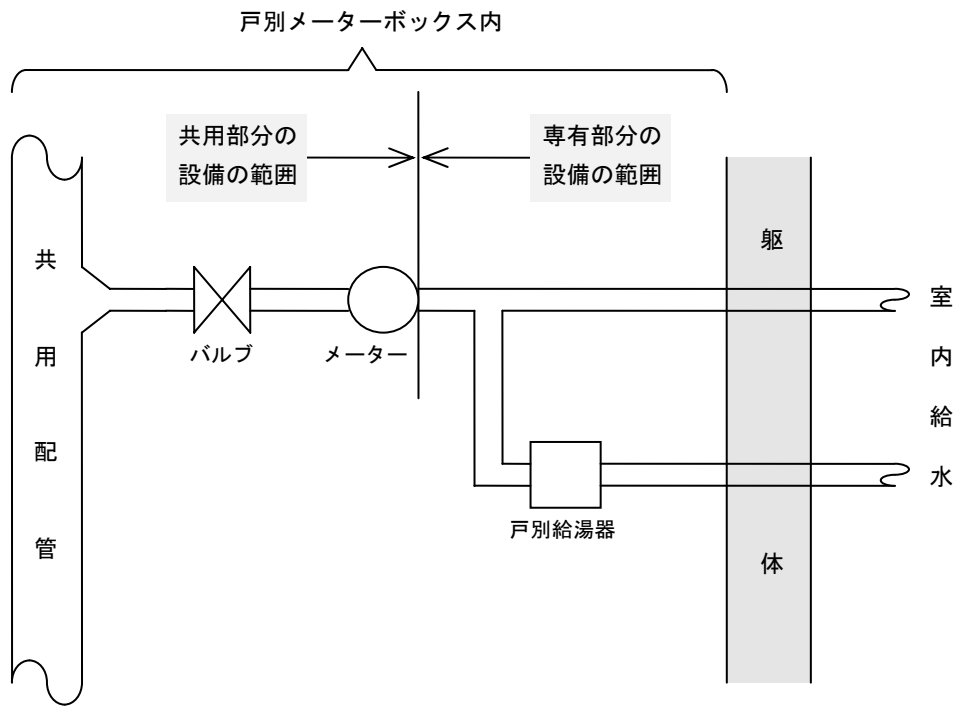 戸別メーターボックス内
共用部分の
設備の範囲
専有部分の
設備の範囲
共用配管
バルブ
メーター
戸別給湯器
躯体
室内給水